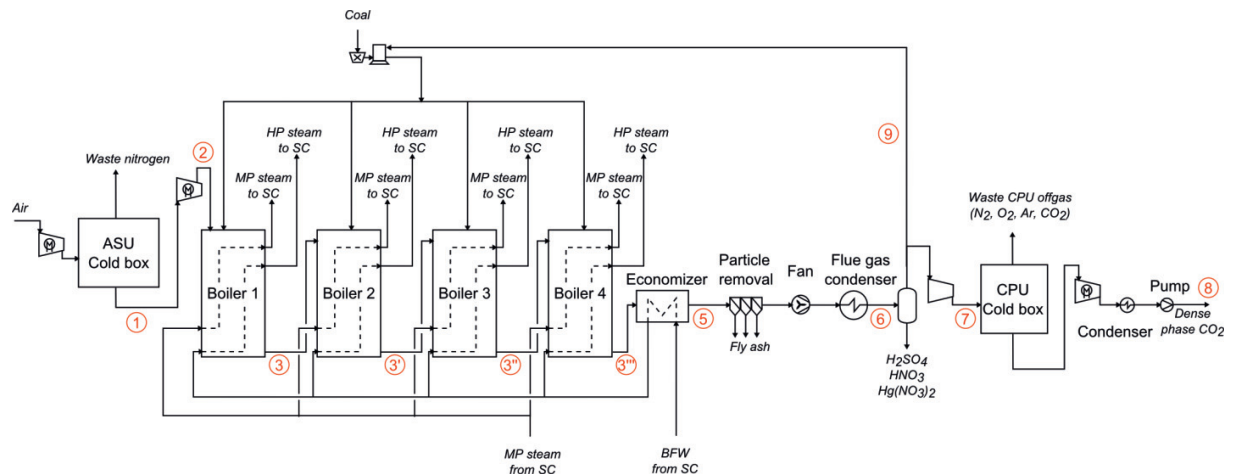 Coal
HP steam
to SC
HP steam
to SC
HP steam
to SC
HP steam
to SC
9
2
Waste nitrogen
MP steam
to SC
MP steam
to SC
MP steam
to SC
MP steam
to SC
Waste CPU offgas
(N2, O2, Ar, CO2)
Air
M
M
ASU
Cold box
Boiler 1
Boiler 2
Boiler 3
Boiler 4
Economizer
Particle
removal
Fan
Flue gas
condenser
CPU
Cold box
M
Pump
8
Dense
phase CO2
Condenser
1
5
6
7
Fly ash
3
3'
3''
3'''
H2SO4
HNO3
Hg(NO3)2
MP steam
from SC
BFW
from SC